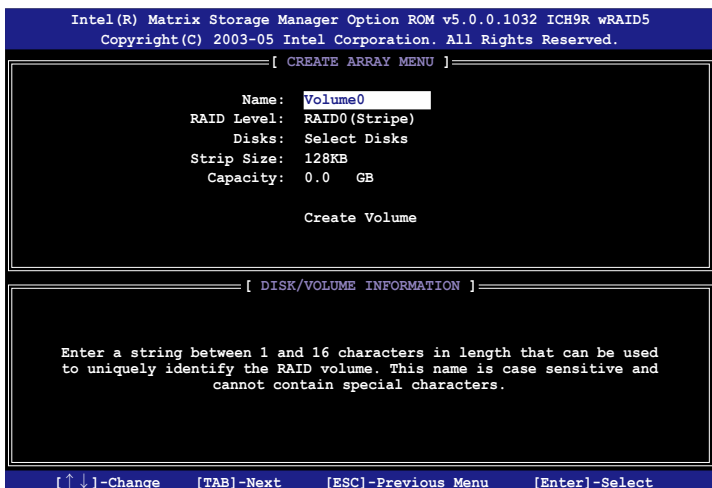 Intel(R) Matrix Storage Manager Option ROM v5.0.0.1032 ICH9R wRAID5
Copyright(C) 2003-05 Intel Corporation. All Rights Reserved.
[ CREATE ARRAY MENU ]
Name: Volume0
RAID Level: RAID0(Stripe)
Disks: Select Disks
Strip Size: 128KB
Capacity: 0.0 GB
Create Volume
[ DISK/VOLUME INFORMATION ]
Enter a string between 1 and 16 characters in length that can be used
to uniquely identify the RAID volume. This name is case sensitive and
cannot contain special characters.
[↑↓]-Change [TAB]-Next [ESC]-Previous Menu [Enter]-Select